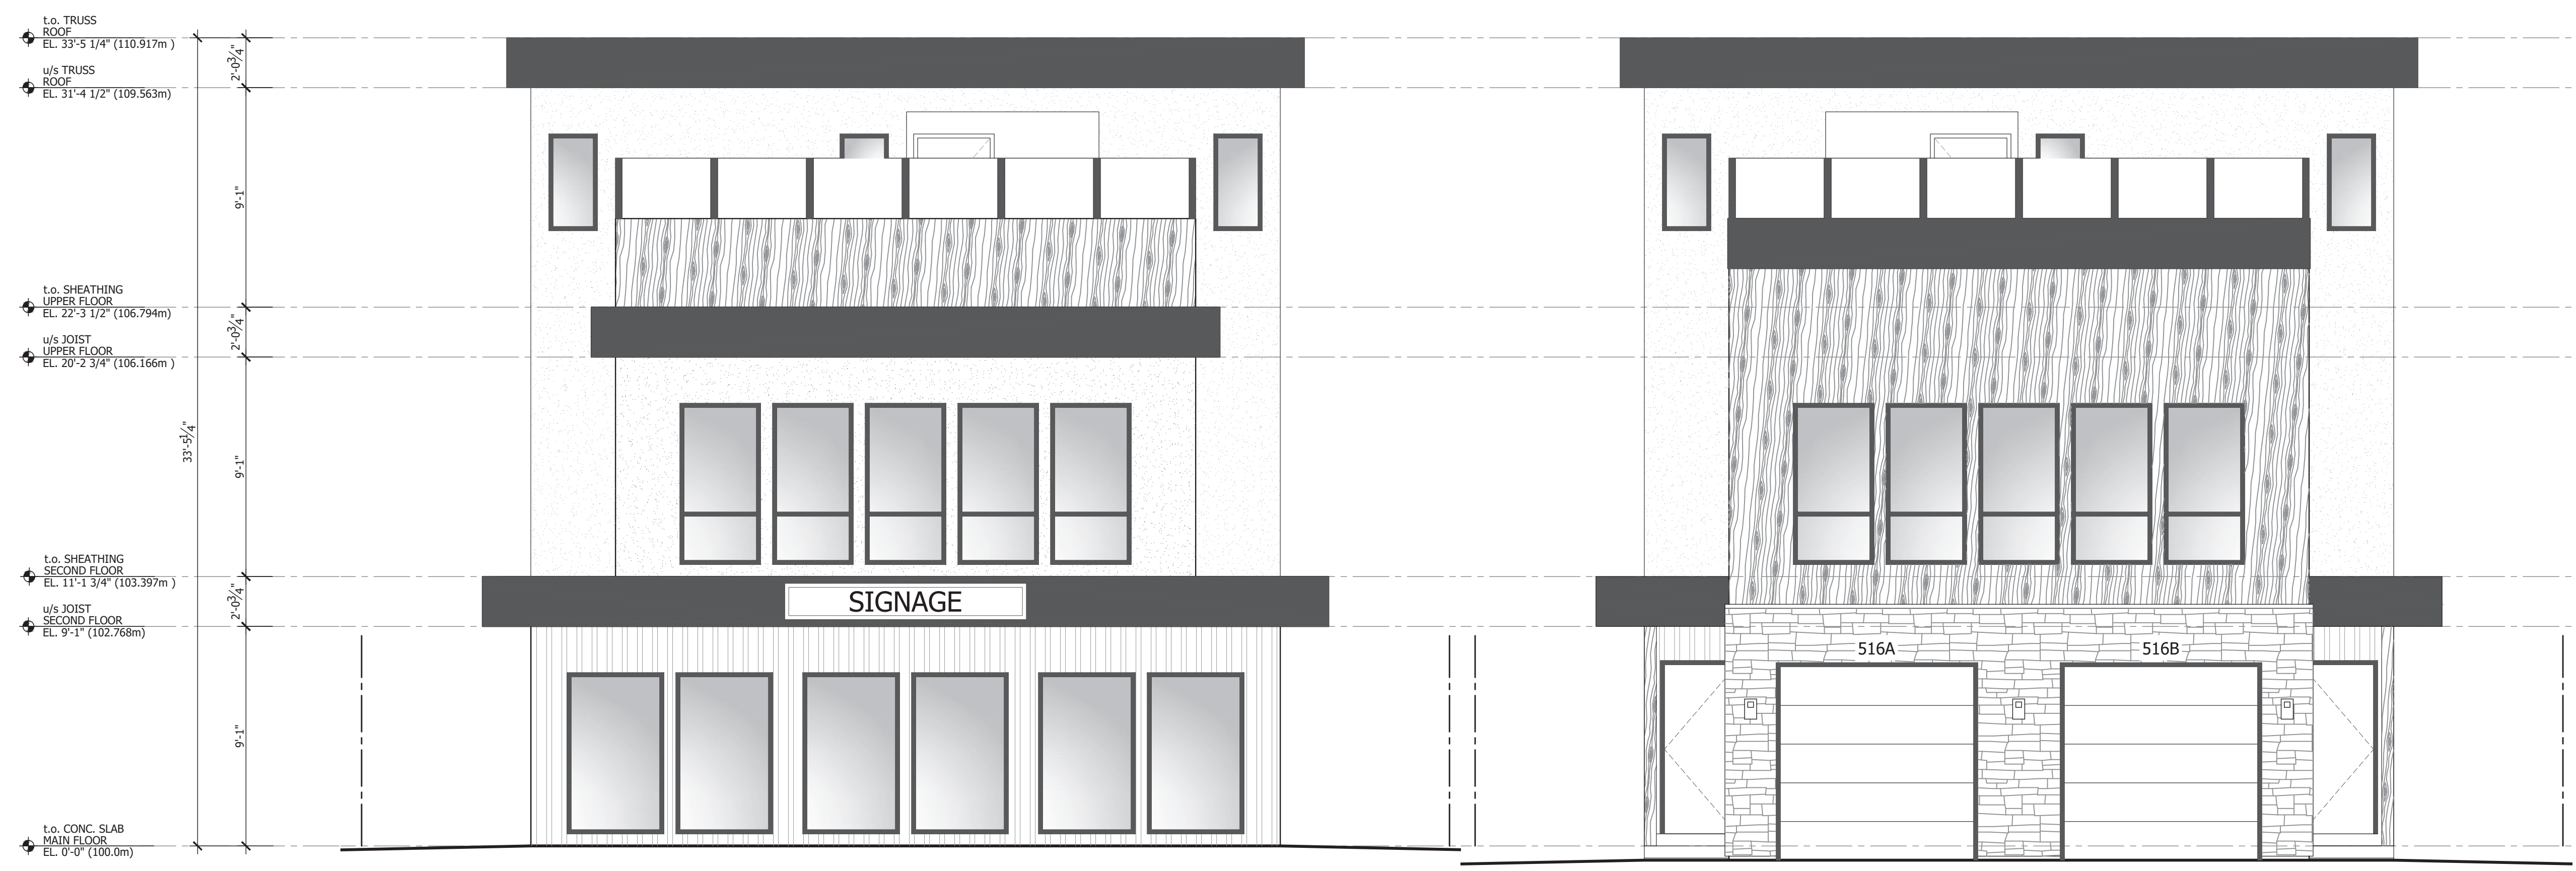 t.o. TRUSS
ROOF
EL. 33'-5 1/4" (110.917m )
u/s TRUSS
ROOF
EL. 31'-4 1/2" (109.563m)
t.o. SHEATHING
UPPER FLOOR
EL. 22'-3 1/2" (106.794m)
u/s JOIST
UPPER FLOOR
EL. 20'-2 3/4" (106.166m )
t.o. SHEATHING
SECOND FLOOR
EL. 11'-1 3/4" (103.397m )
u/s JOIST
SECOND FLOOR
EL. 9'-1" (102.768m)
t.o. CONC. SLAB
MAIN FLOOR
EL. 0'-0" (100.0m)
33'-5 1/4"
2'-0 3/4"
9'-1"
2'-0 3/4"
9'-1"
2'-0 3/4"
9'-1"
SIGNAGE
516A
516B